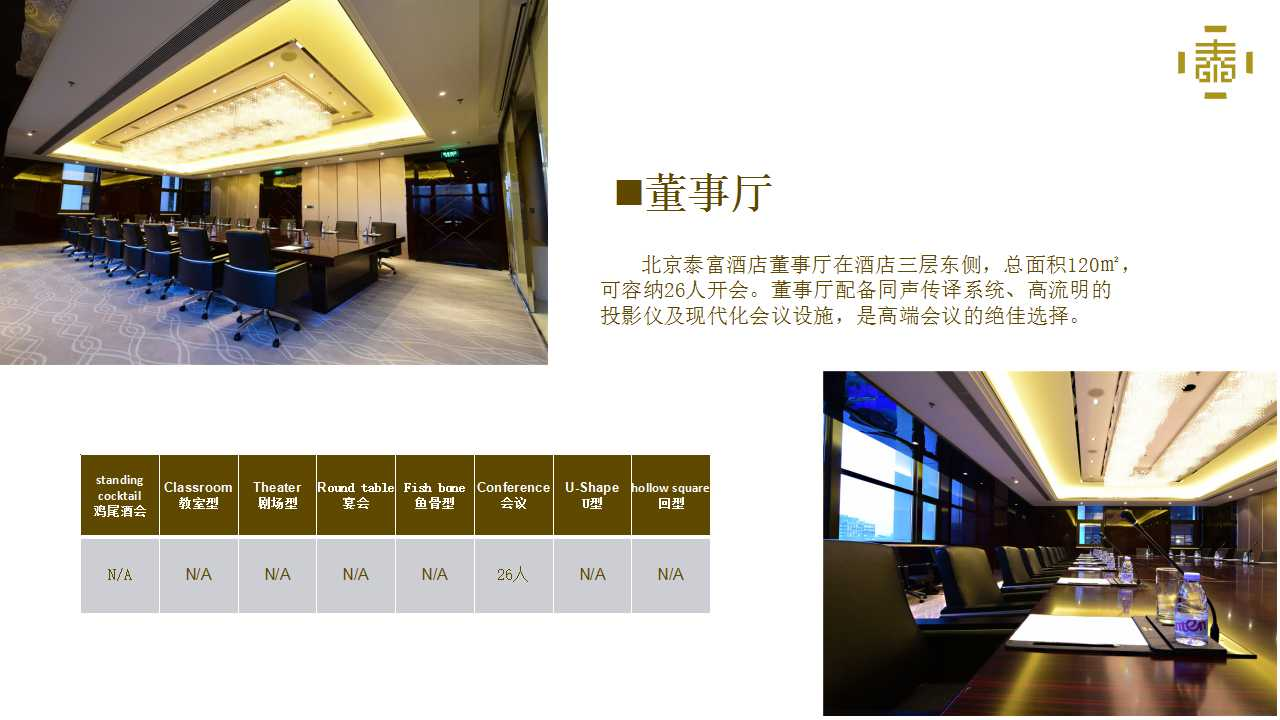 泰
■董事厅
北京泰富酒店董事厅在酒店三层东侧，总面积120㎡，
可容纳26人开会。董事厅配备同声传译系统、高流明的
投影仪及现代化会议设施，是高端会议的绝佳选择。
standing cocktail 鸡尾酒会
Classroom 教室型
Theater 剧场型
Round table 宴会
Fish bone 鱼骨型
Conference 会议
U-Shape U型
hollow square 回型
N/A N/A N/A N/A N/A 26人 N/A N/A